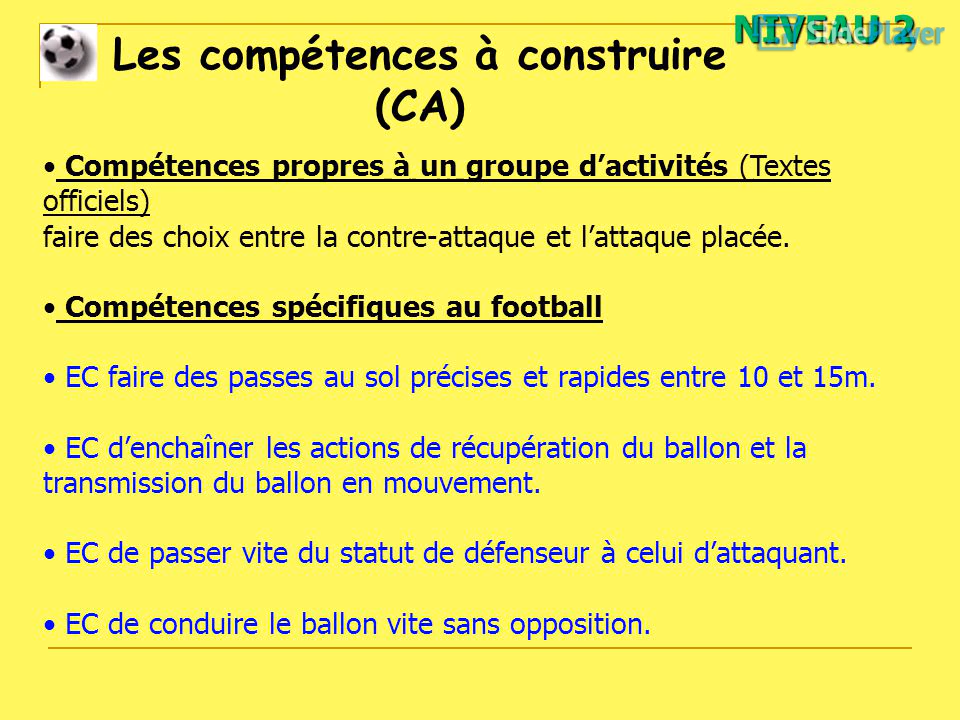 NIVEAU 2
SlidePlayer
Les compétences à construire
(CA)
• Compétences propres à un groupe d’activités (Textes
officiels)
faire des choix entre la contre-attaque et l’attaque placée.
• Compétences spécifiques au football
• EC faire des passes au sol précises et rapides entre 10 et 15m.
• EC d’enchaîner les actions de récupération du ballon et la
transmission du ballon en mouvement.
• EC de passer vite du statut de défenseur à celui d’attaquant.
• EC de conduire le ballon vite sans opposition.